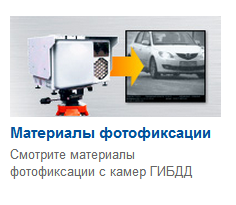 Материалы фотофиксации
Смотрите материалы
фотофиксации с камер ГИБДД